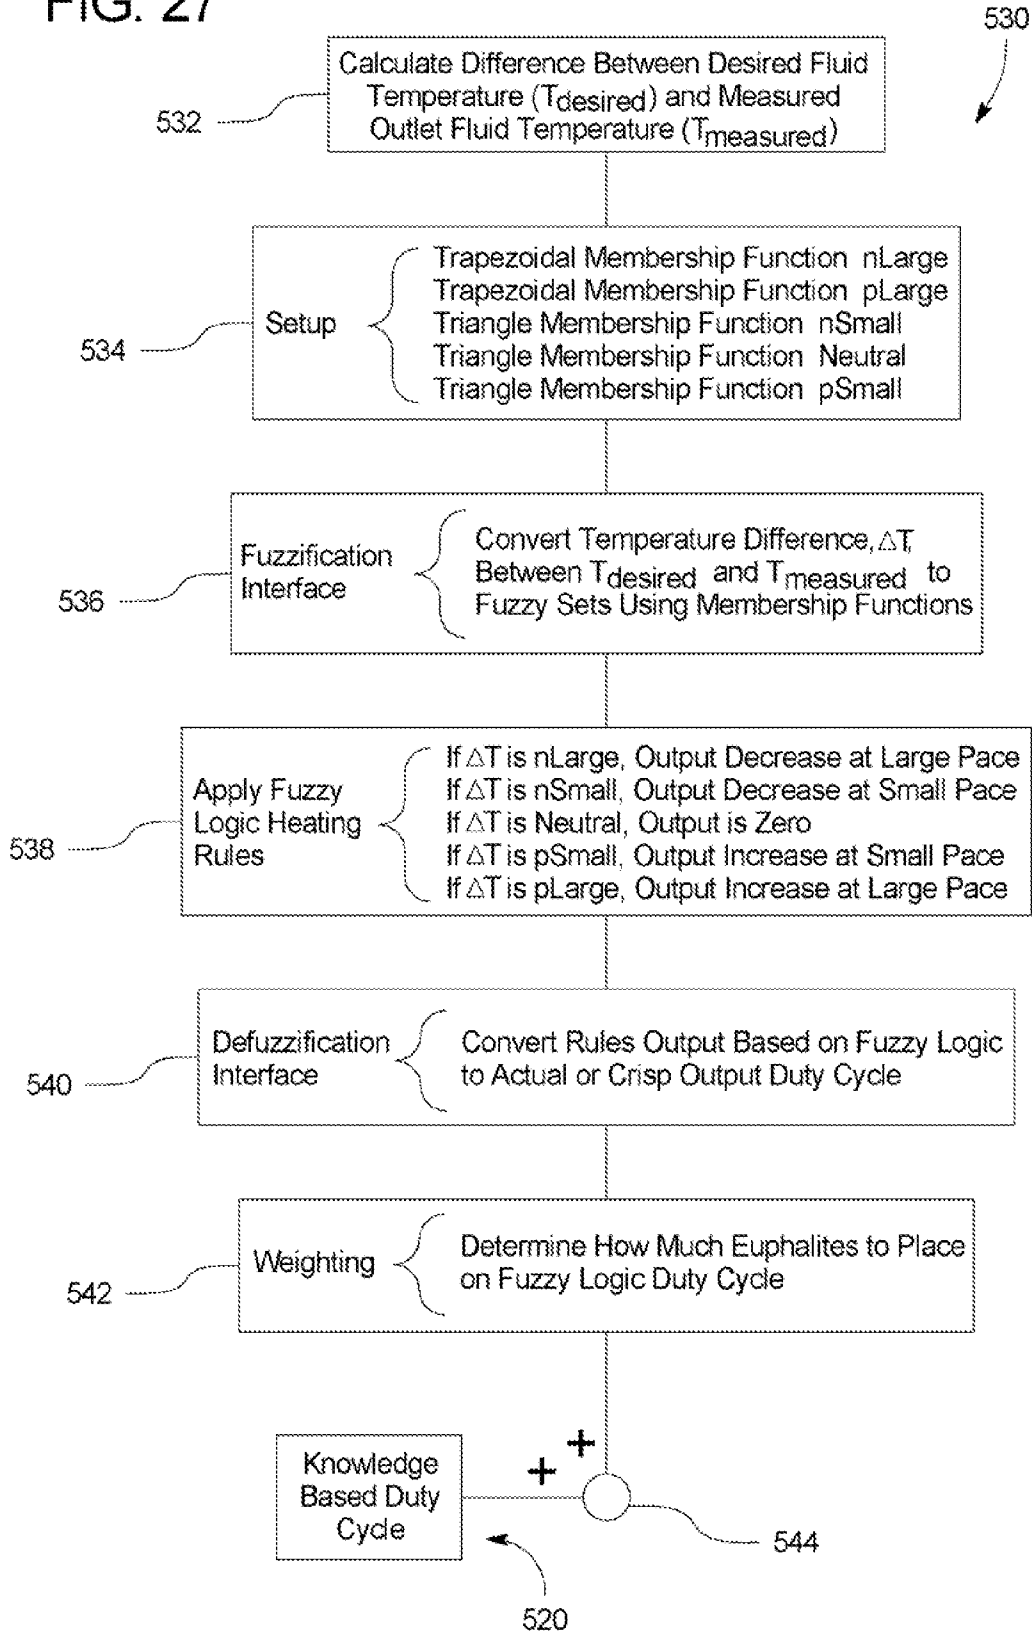 FIG. 27
530
Calculate Difference Between Desired Fluid
Temperature (Tdesired) and Measured
Outlet Fluid Temperature (Tmeasured)
532
Setup
Trapezoidal Membership Function nLarge
Trapezoidal Membership Function pLarge
Triangle Membership Function nSmall
Triangle Membership Function Neutral
Triangle Membership Function pSmall
534
Fuzzification
Interface
Convert Temperature Difference, △T,
Between Tdesired and Tmeasured to
Fuzzy Sets Using Membership Functions
536
Apply Fuzzy
Logic Heating
Rules
If △T is nLarge, Output Decrease at Large Pace
If △T is nSmall, Output Decrease at Small Pace
If △T is Neutral, Output is Zero
If △T is pSmall, Output Increase at Small Pace
If △T is pLarge, Output Increase at Large Pace
538
Defuzzification
Interface
Convert Rules Output Based on Fuzzy Logic
to Actual or Crisp Output Duty Cycle
540
Weighting
Determine How Much Euphalites to Place
on Fuzzy Logic Duty Cycle
542
+
+
Knowledge
Based Duty
Cycle
544
520